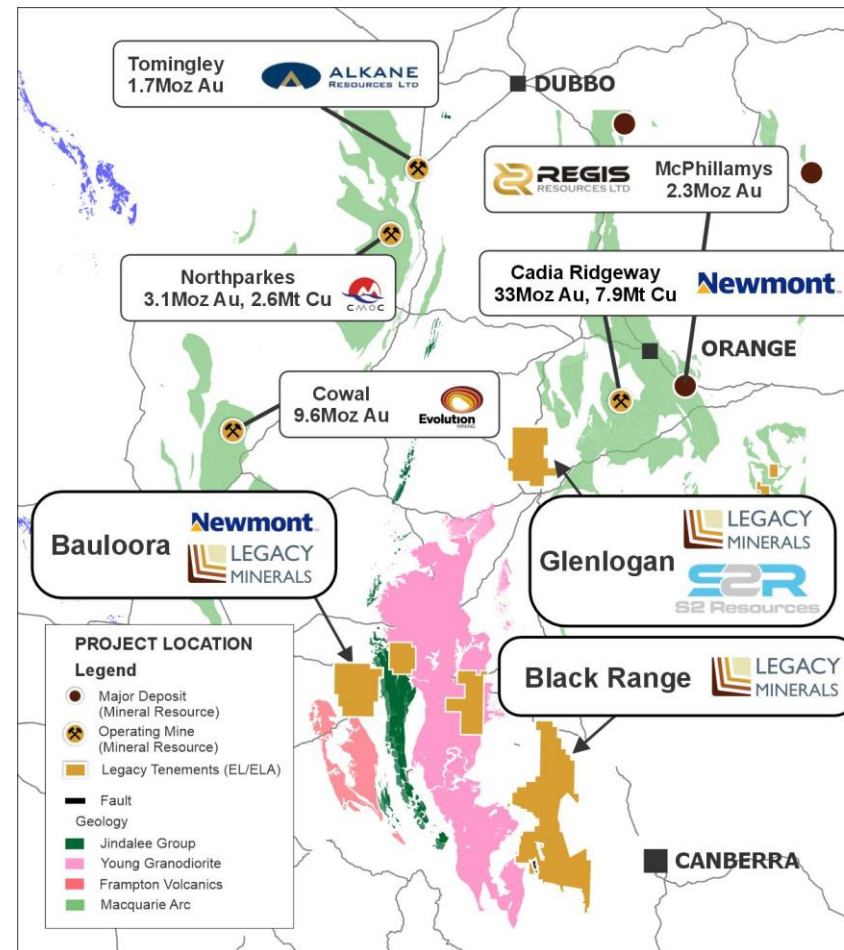 Tomingley
1.7Moz Au
ALKANE
RESOURCES LTD
DUBBO
REGIS
RESOURCES LTD
McPhillamys
2.3Moz Au
Northparkes
3.1Moz Au, 2.6Mt Cu
CMOC
Cadia Ridgeway
33Moz Au, 7.9Mt Cu
Newmont
ORANGE
Cowal
9.6Moz Au
Evolution
MINING
Bauloora
Newmont
LEGACY
MINERALS
Glenlogan
LEGACY
MINERALS
S2R
S2 Resources
Black Range
LEGACY
MINERALS
PROJECT LOCATION
Legend
Major Deposit
(Mineral Resource)
Operating Mine
(Mineral Resource)
Legacy Tenements (EL/ELA)
Fault
Geology
Jindalee Group
Young Granodiorite
Frampton Volcanics
Macquarie Arc
CANBERRA